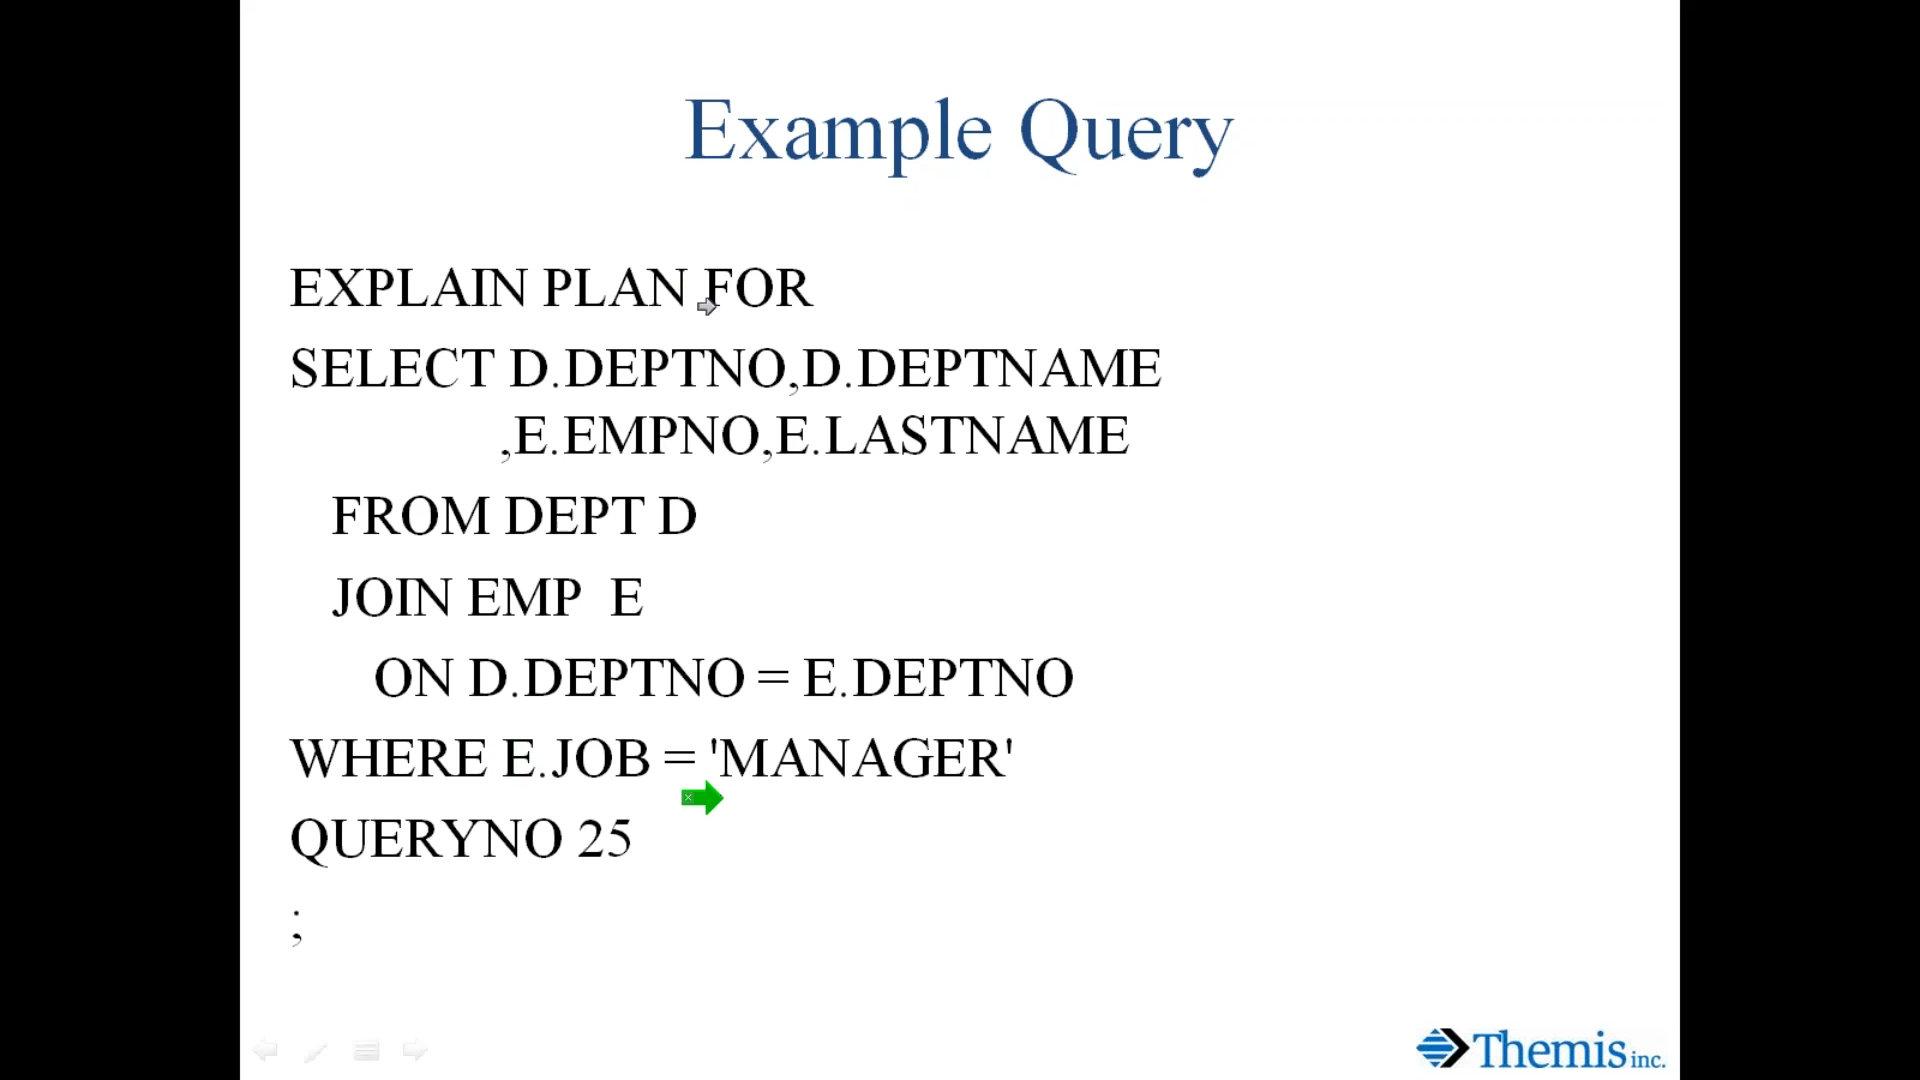 Example Query
EXPLAIN PLAN FOR
SELECT D.DEPTNO,D.DEPTNAME
,E.EMPNO,E.LASTNAME
FROM DEPT D
JOIN EMP  E
ON D.DEPTNO = E.DEPTNO
WHERE E.JOB = 'MANAGER'
QUERYNO 25
;
Themis inc.